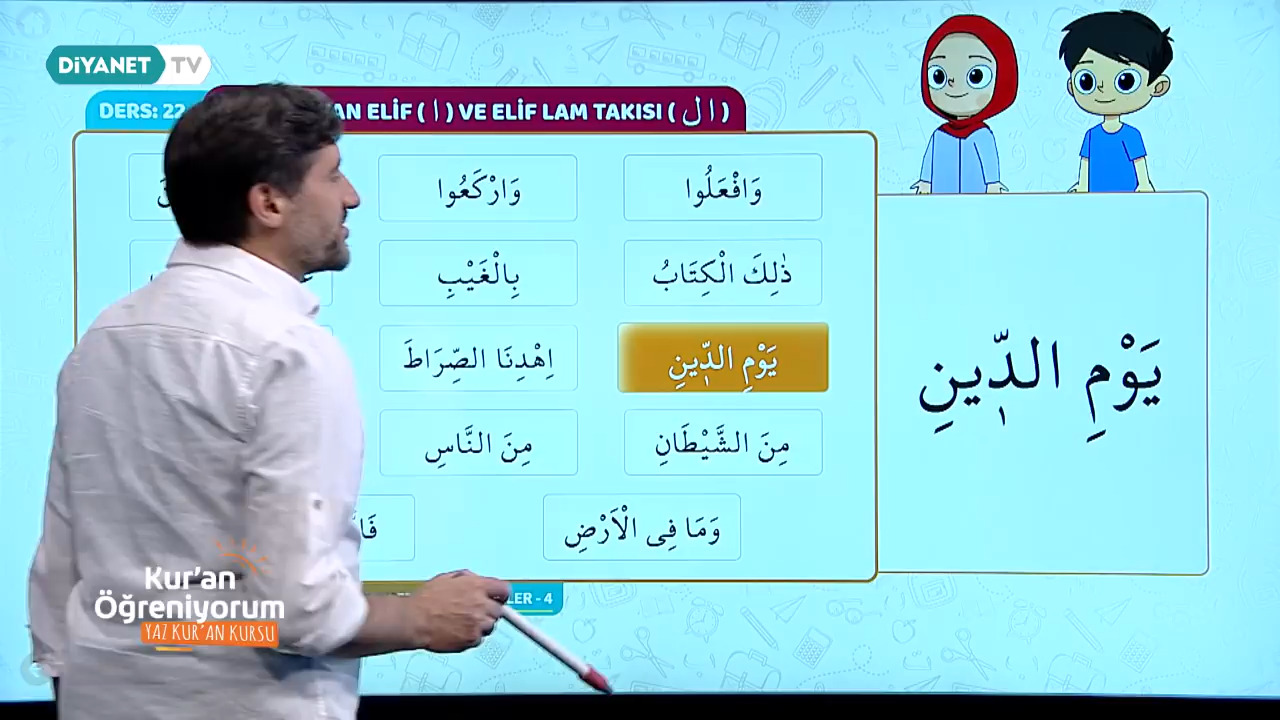 DİYANET TV
DERS: 22
ELİF ( ا ) VE ELİF LAM TAKISI ( ال )
وَافْعَلُوا
وَارْكَعُوا
ذٰلِكَ الْكِتَابُ
بِالْغَيْبِ
يَوْمِ الدّ۪ينِ
اِهْدِنَا الصِّرَاطَ
مِنَ الشَّيْطَانِ
مِنَ النَّاسِ
وَمَا فِى الْاَرْضِ
يَوْمِ الدّ۪ينِ
Kur'an
Öğreniyorum
YAZ KUR'AN KURSU